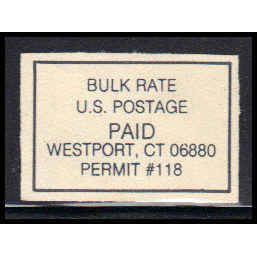 BULK RATE
U.S. POSTAGE
PAID
WESTPORT, CT 06880
PERMIT #118